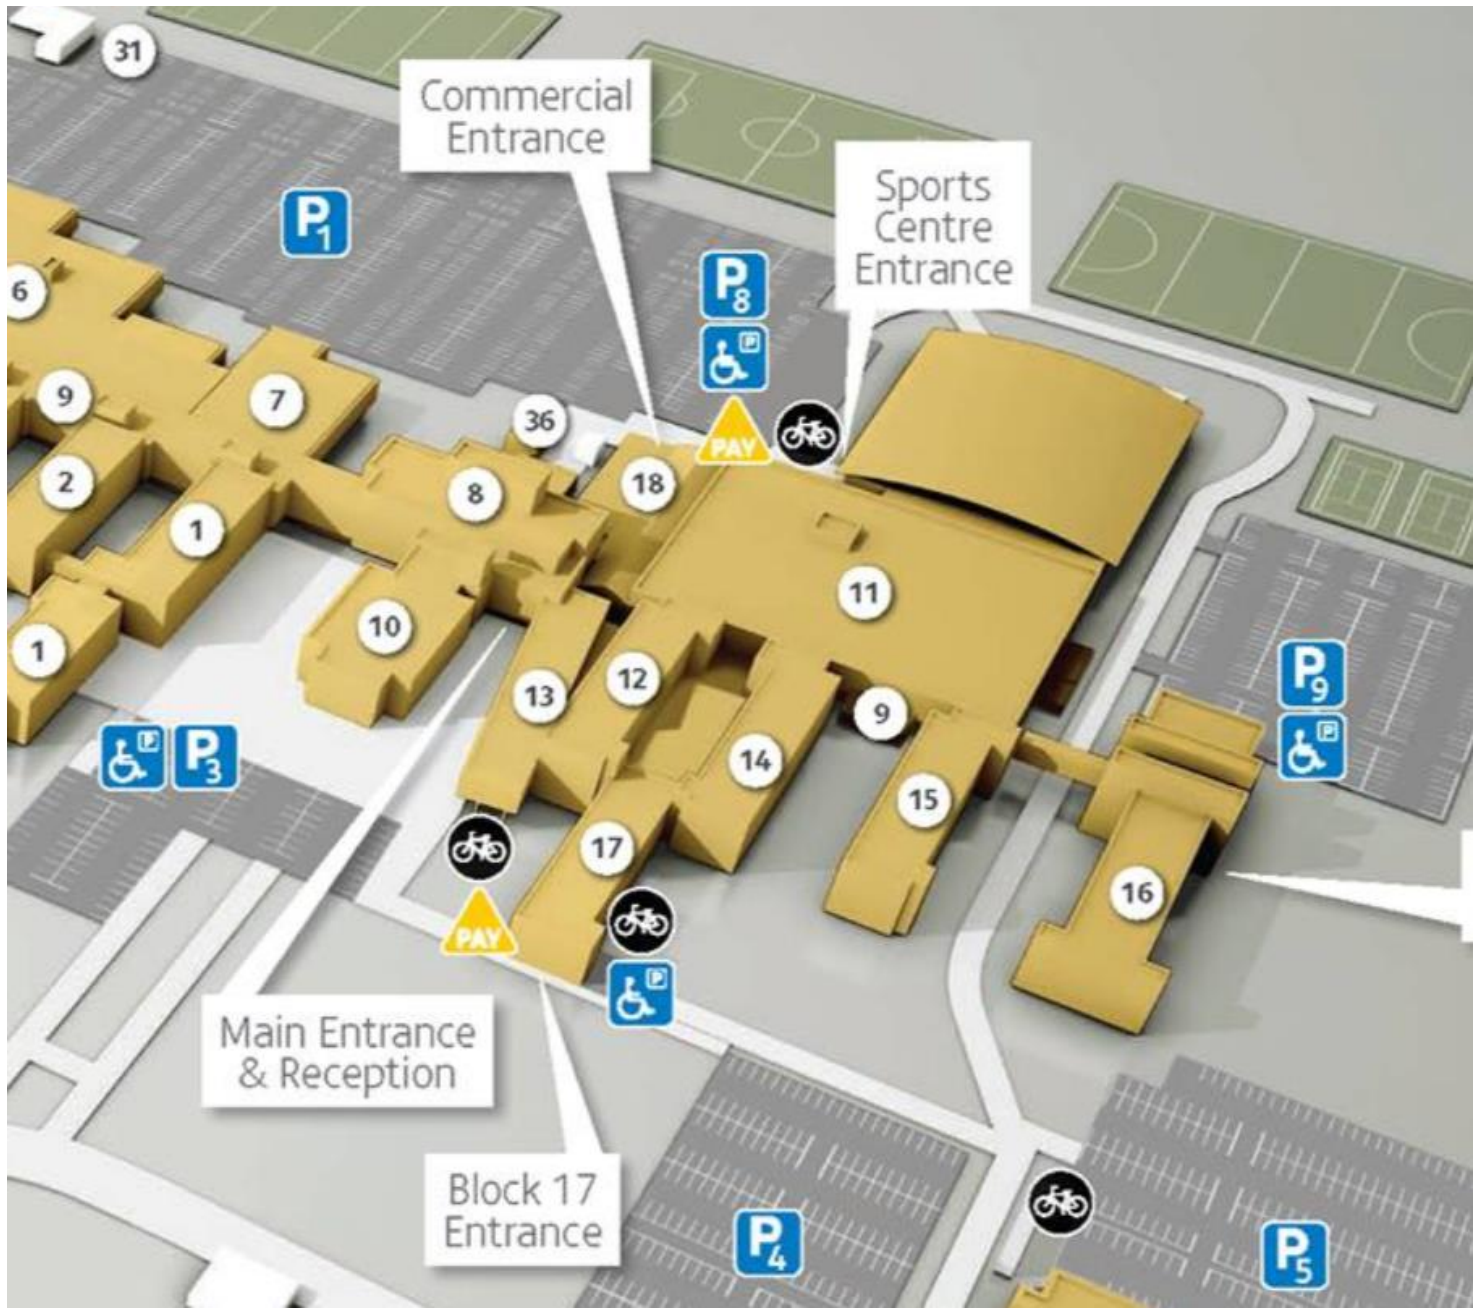 31
Commercial
Entrance
Sports
Centre
Entrance
P1
P8
P
6
9
7
36
PAY
2
1
8
18
11
1
10
13
12
9
P9
P
P
P3
14
15
17
16
PAY
P
Main Entrance
& Reception
Block 17
Entrance
P4
P5